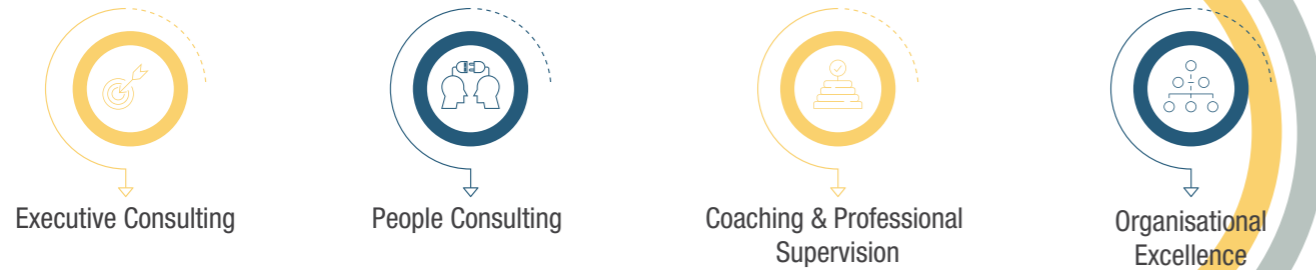 Executive Consulting
People Consulting
Coaching & Professional
Supervision
Organisational
Excellence